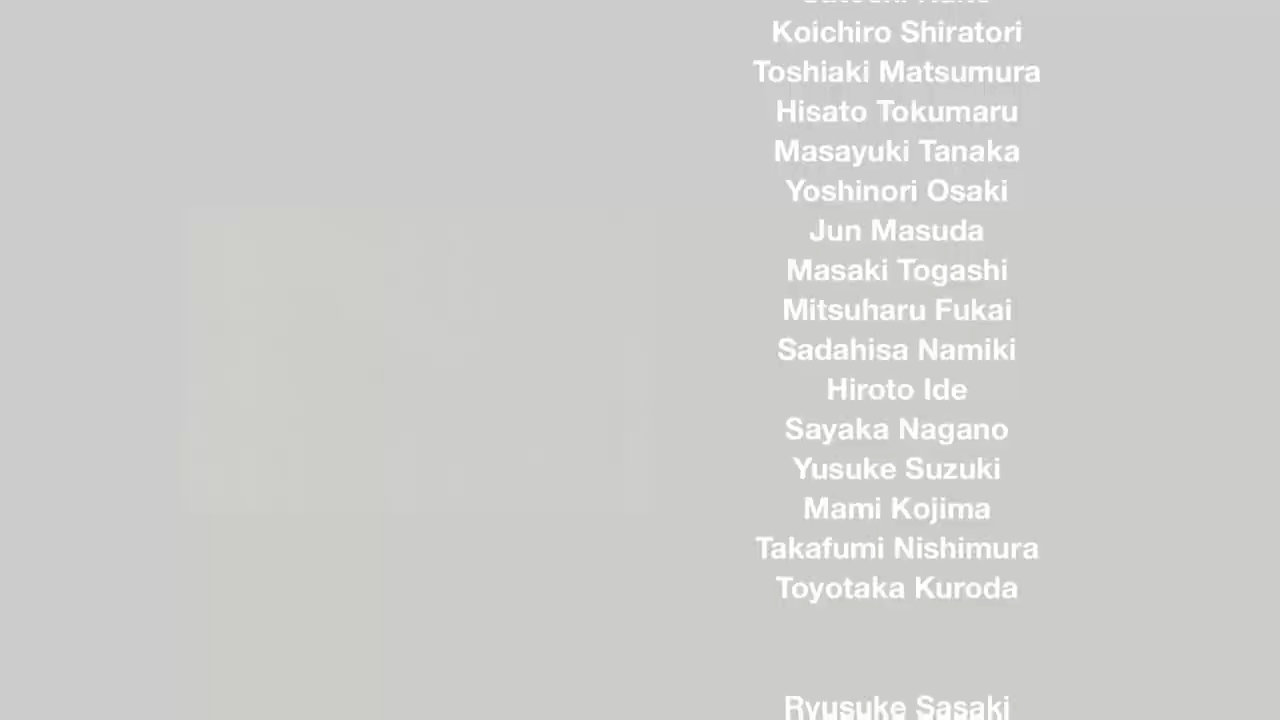 Koichiro Shiratori
Toshiaki Matsumura
Hisato Tokumaru
Masayuki Tanaka
Yoshinori Osaki
Jun Masuda
Masaki Togashi
Mitsuharu Fukai
Sadahisa Namiki
Hiroto Ide
Sayaka Nagano
Yusuke Suzuki
Mami Kojima
Takafumi Nishimura
Toyotaka Kuroda
Ryusuke Sasaki